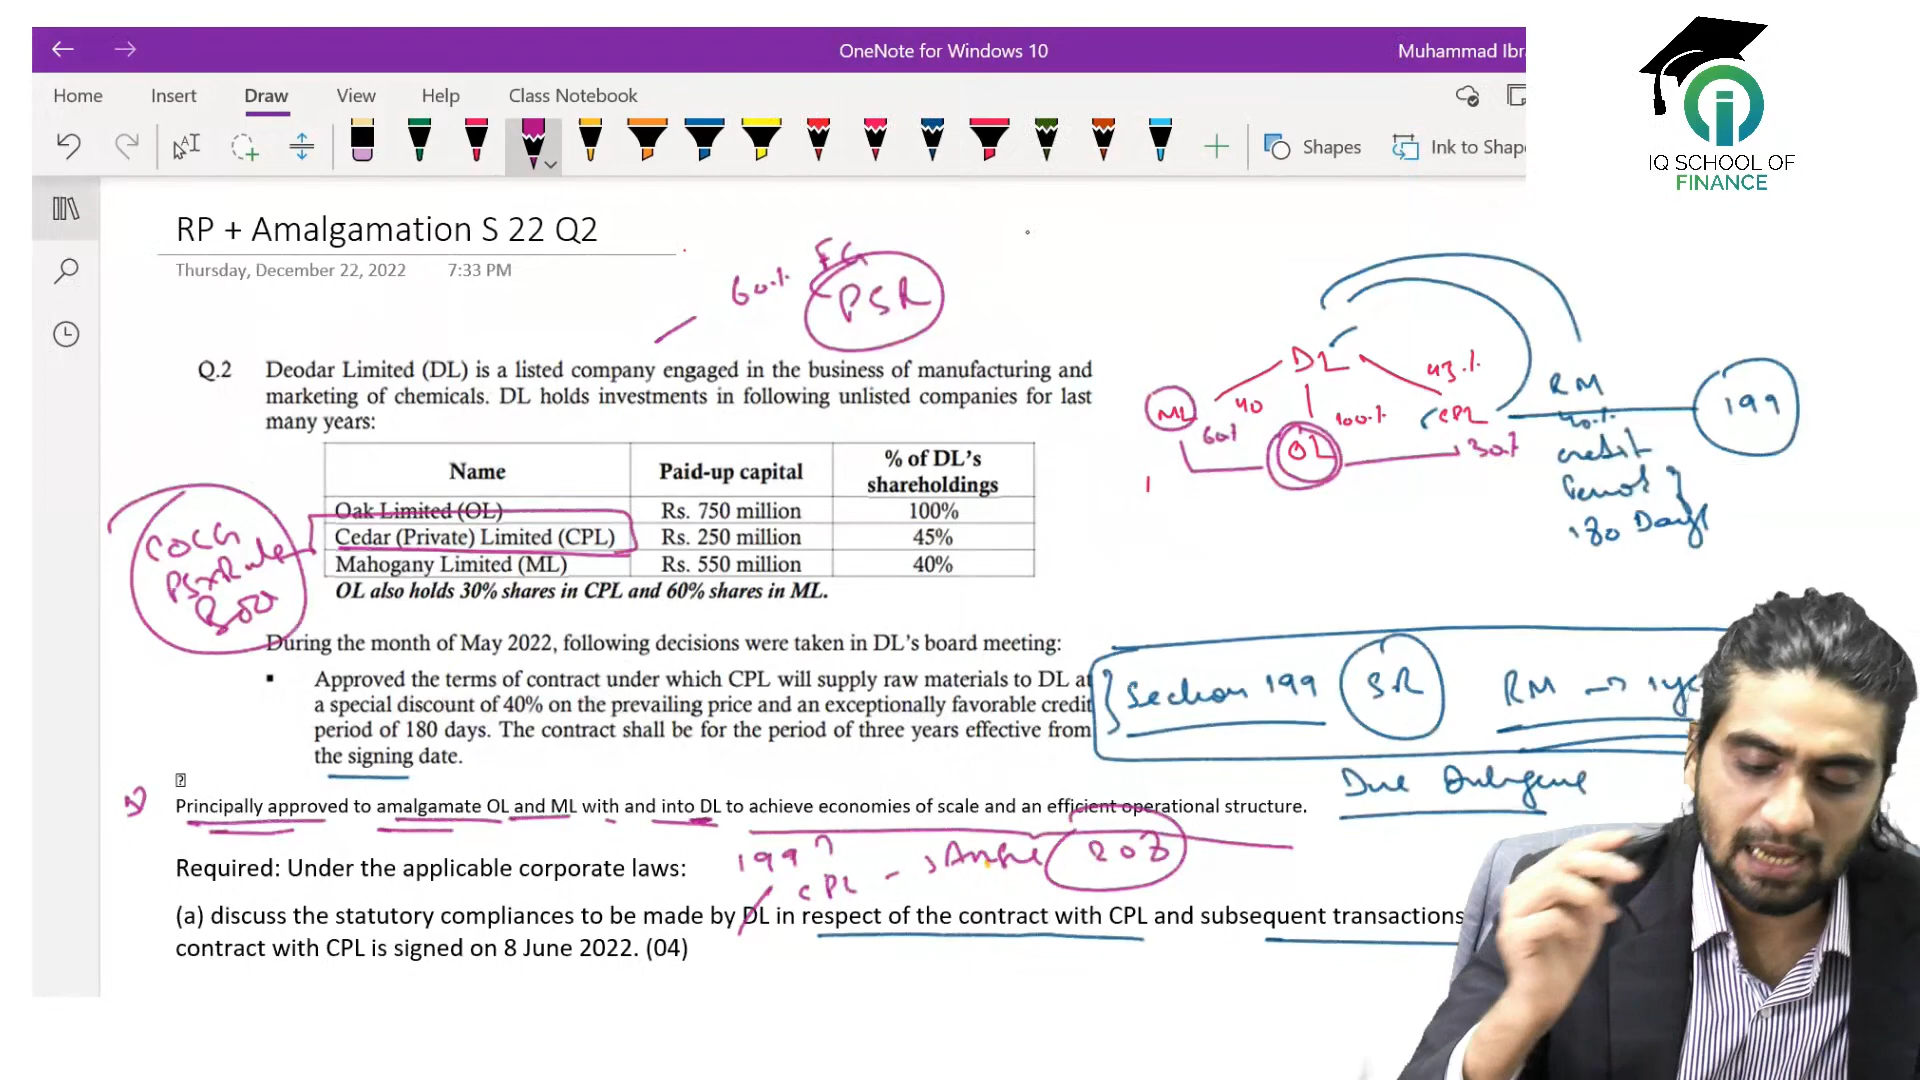 OneNote for Windows 10
Muhammad Ibr
Home Insert Draw View Help Class Notebook
Shapes Ink to Shap
IQ SCHOOL OF
FINANCE
RP + Amalgamation S 22 Q2
Thursday, December 22, 2022 7:33 PM
60%
PSR
Q.2 Deodar Limited (DL) is a listed company engaged in the business of manufacturing and
marketing of chemicals. DL holds investments in following unlisted companies for last
many years:
Name Paid-up capital % of DL's shareholdings
Oak Limited (OL) Rs. 750 million 100%
Cedar (Private) Limited (CPL) Rs. 250 million 45%
Mahogany Limited (ML) Rs. 550 million 40%
OL also holds 30% shares in CPL and 60% shares in ML.
During the month of May 2022, following decisions were taken in DL's board meeting:
▪ Approved the terms of contract under which CPL will supply raw materials to DL at
a special discount of 40% on the prevailing price and an exceptionally favorable credit
period of 180 days. The contract shall be for the period of three years effective from
the signing date.
Principally approved to amalgamate OL and ML with and into DL to achieve economies of scale and an efficient operational structure.
Required: Under the applicable corporate laws:
(a) discuss the statutory compliances to be made by DL in respect of the contract with CPL and subsequent transactions
contract with CPL is signed on 8 June 2022. (04)
DL
ML 40 100% CPL 43%
60% OL 30%
RM
40%
credit
199
Section 199 SR RM
Due
199
CPL